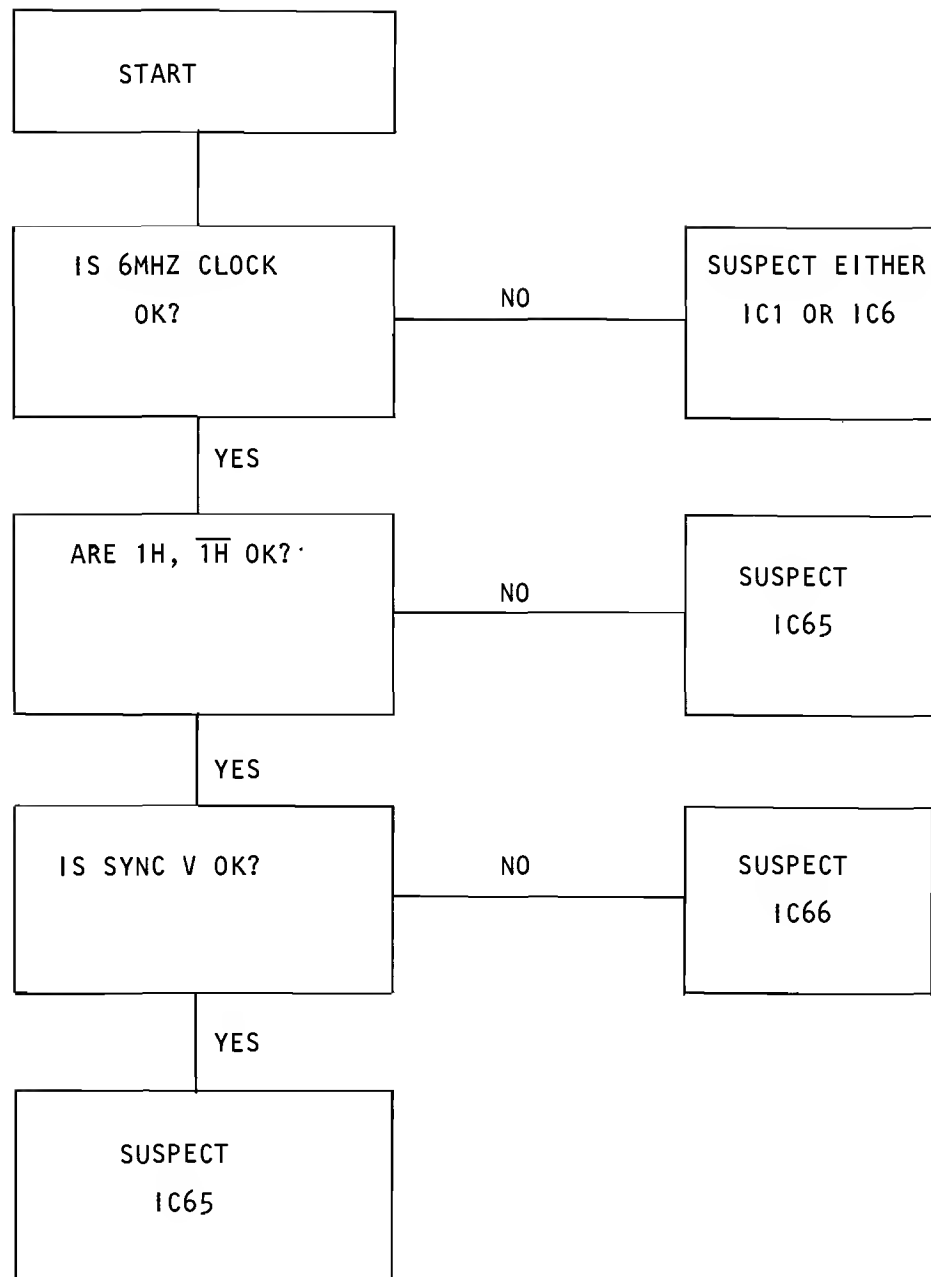 START
IS 6MHZ CLOCK
OK?
NO
SUSPECT EITHER
IC1 OR IC6
YES
ARE 1H, 1̅H̅ OK?
NO
SUSPECT
IC65
YES
IS SYNC V OK?
NO
SUSPECT
IC66
YES
SUSPECT
IC65